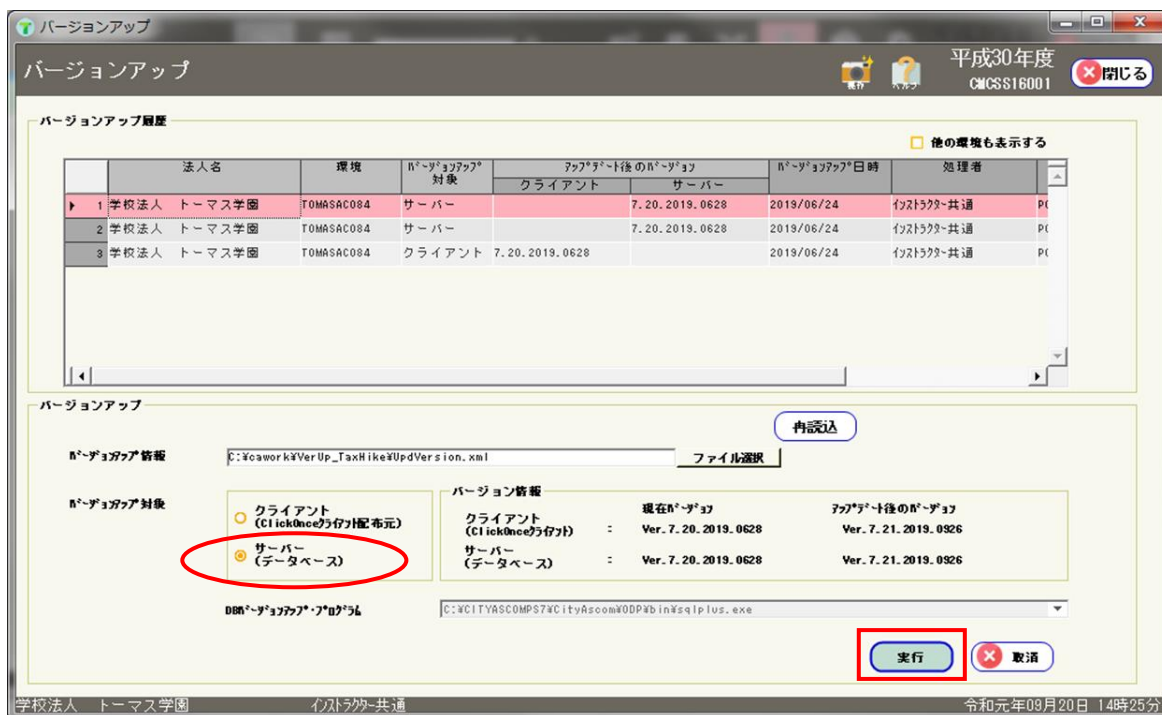 バージョンアップ
バージョンアップ
平成30年度
CMCSS16001
閉じる
バージョンアップ履歴
他の環境も表示する
法人名 環境 ﾊﾞｰｼﾞｮﾝｱｯﾌﾟ対象 ｱｯﾌﾟﾃﾞｰﾄ後のﾊﾞｰｼﾞｮﾝ ﾊﾞｰｼﾞｮﾝｱｯﾌﾟ日時 処理者
クライアント サーバー
1 学校法人 トーマス学園 TOMASAC084 サーバー 7.20.2019.0628 2019/06/24 ｲﾝｽﾄﾗｸﾀｰ共通 PC
2 学校法人 トーマス学園 TOMASAC084 サーバー 7.20.2019.0628 2019/06/24 ｲﾝｽﾄﾗｸﾀｰ共通 PC
3 学校法人 トーマス学園 TOMASAC084 クライアント 7.20.2019.0628 2019/06/24 ｲﾝｽﾄﾗｸﾀｰ共通 PC
バージョンアップ
再読込
ﾊﾞｰｼﾞｮﾝｱｯﾌﾟ情報 C:¥cawork¥VerUp_TaxHike¥UpdVersion.xml ファイル選択
ﾊﾞｰｼﾞｮﾝｱｯﾌﾟ対象
クライアント
(ClickOnceｸﾗｲｱﾝﾄ配布元)
サーバー
(データベース)
バージョン情報
現在ﾊﾞｰｼﾞｮﾝ ｱｯﾌﾟﾃﾞｰﾄ後のﾊﾞｰｼﾞｮﾝ
クライアント
(ClickOnceｸﾗｲｱﾝﾄ) : Ver.7.20.2019.0628 Ver.7.21.2019.0926
サーバー
(データベース) : Ver.7.20.2019.0628 Ver.7.21.2019.0926
DBﾊﾞｰｼﾞｮﾝｱｯﾌﾟ･ﾌﾟﾛｸﾞﾗﾑ C:¥CITYASCOMPS7¥CityAscom¥ODP¥bin¥sqlplus.exe
実行 取消
学校法人 トーマス学園 ｲﾝｽﾄﾗｸﾀｰ共通 令和元年09月20日 14時25分